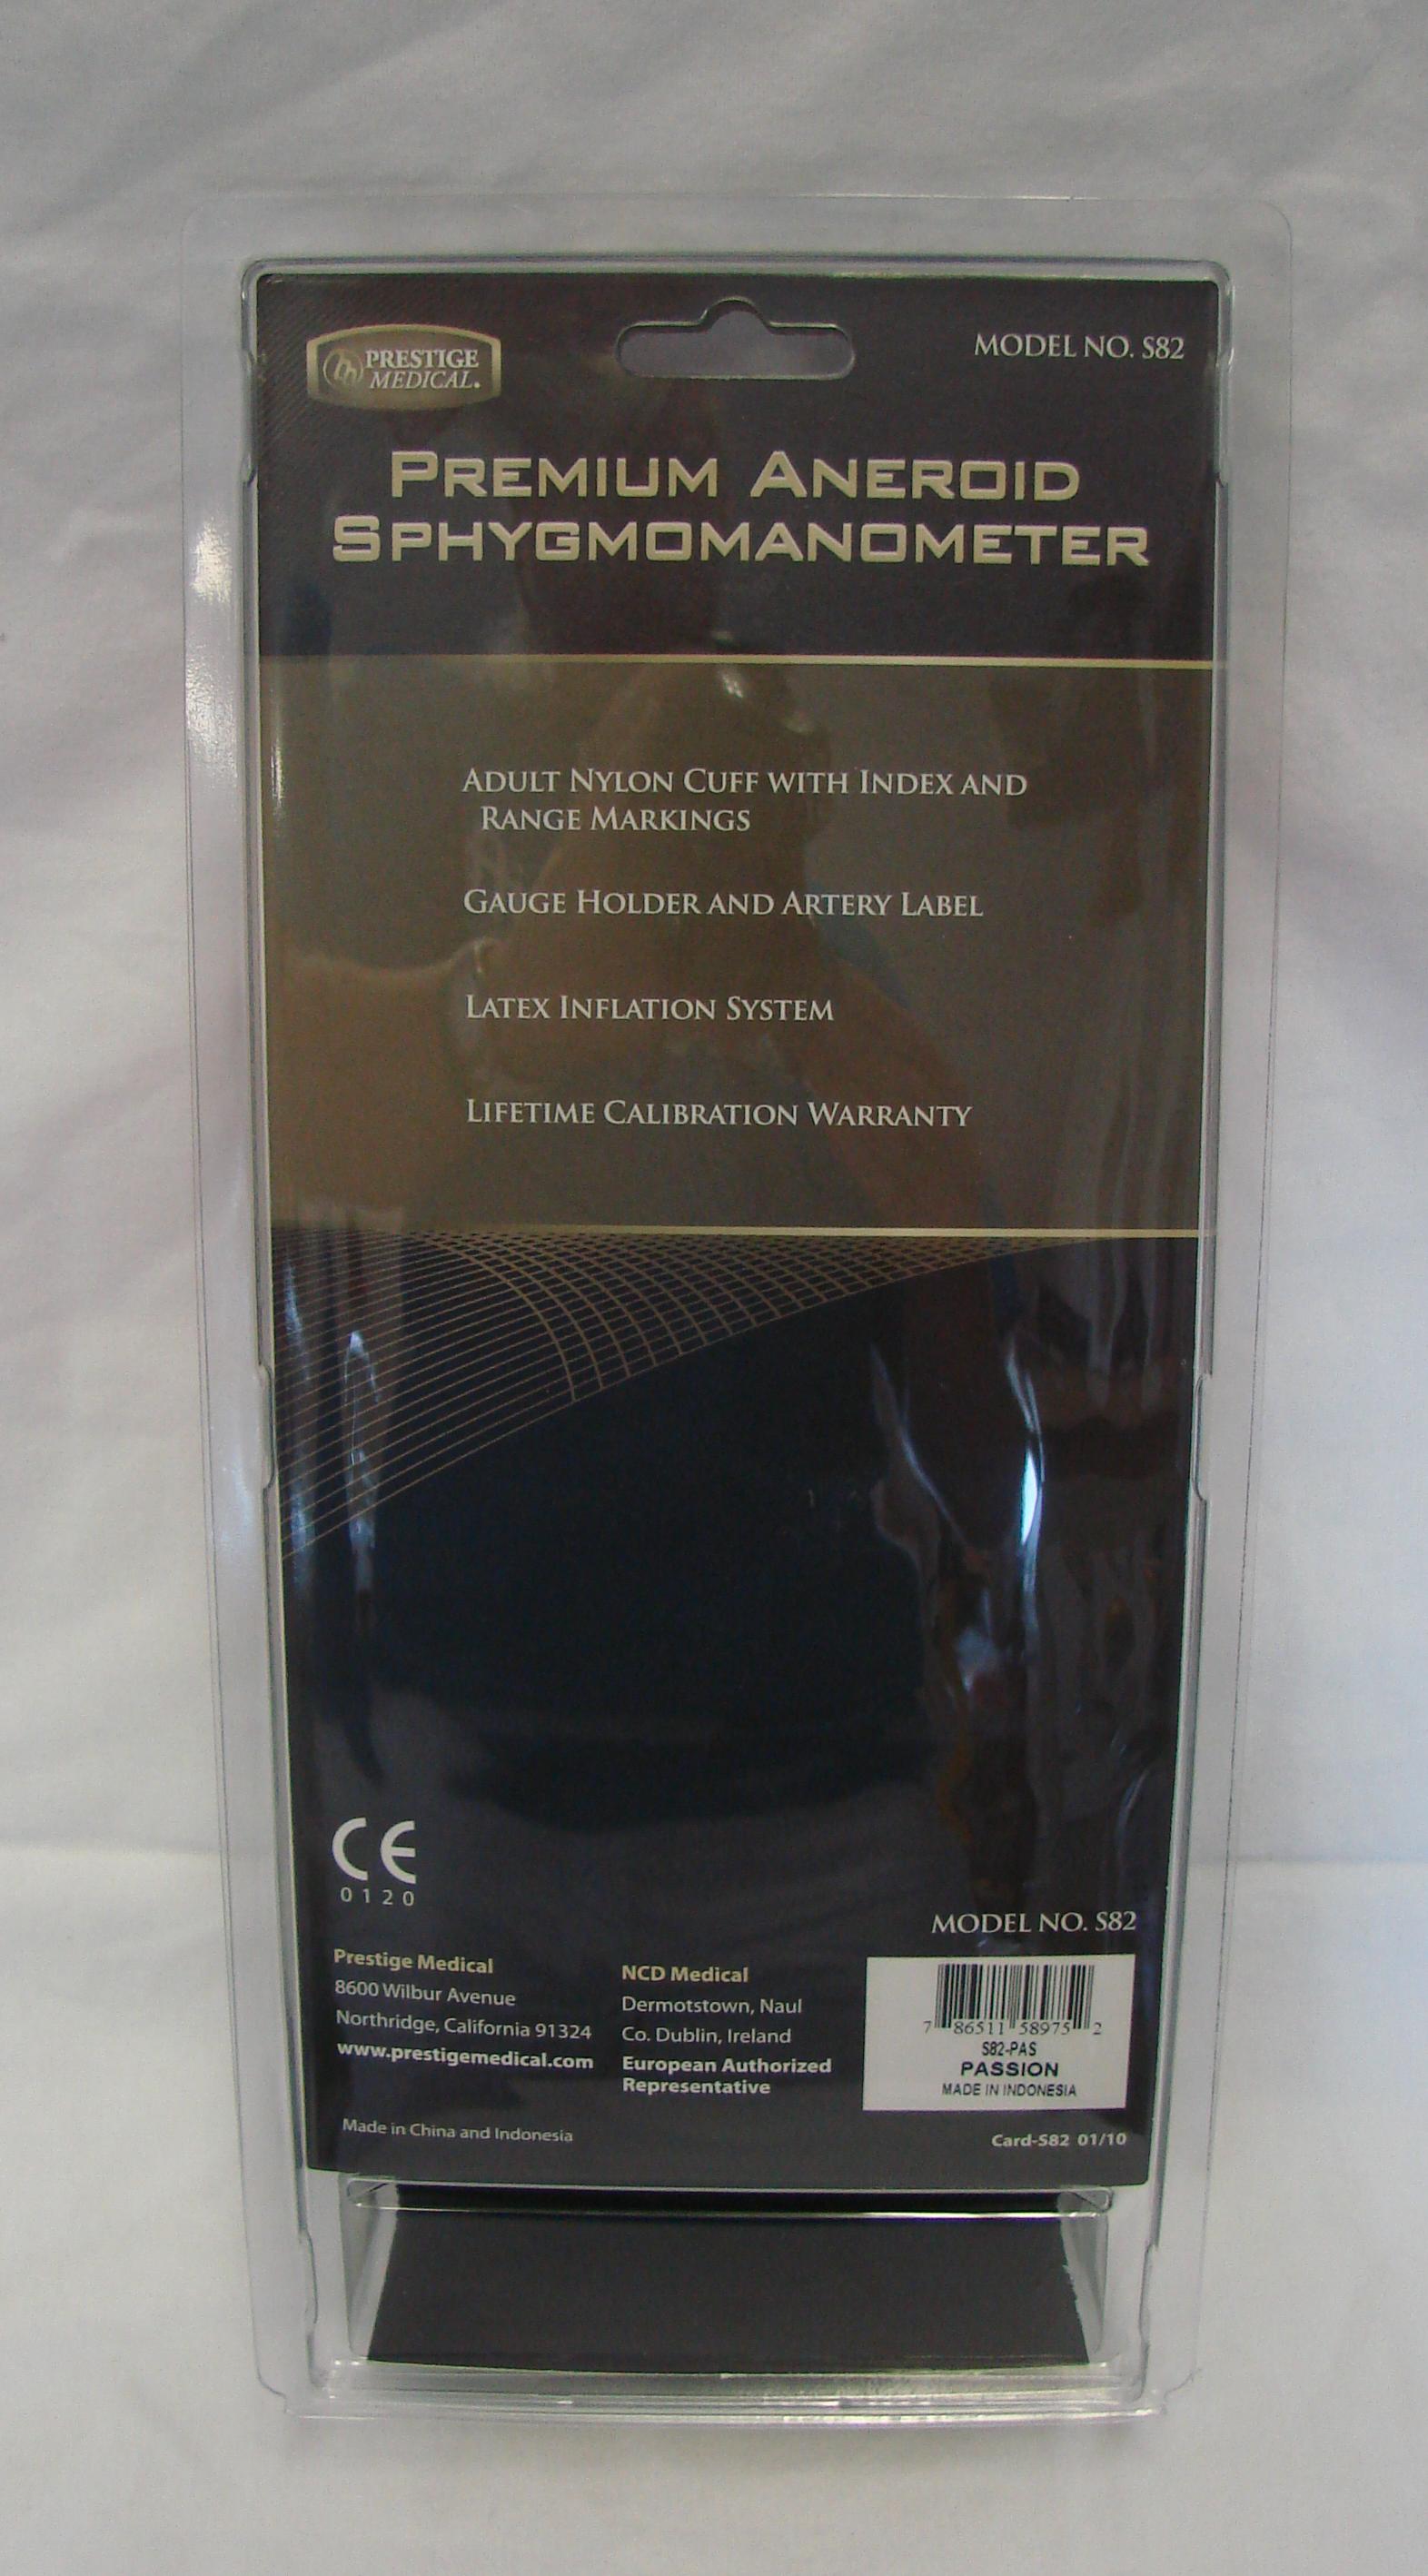 PRESTIGE
MEDICAL.
MODEL NO. S82
PREMIUM ANEROID
SPHYGMOMANOMETER
ADULT NYLON CUFF WITH INDEX AND
RANGE MARKINGS
GAUGE HOLDER AND ARTERY LABEL
LATEX INFLATION SYSTEM
LIFETIME CALIBRATION WARRANTY
CE
0120
MODEL NO. S82
Prestige Medical
8600 Wilbur Avenue
Northridge, California 91324
www.prestigemedical.com
NCD Medical
Dermotstown, Naul
Co. Dublin, Ireland
European Authorized
Representative
7 86511 58975 2
S82-PAS
PASSION
MADE IN INDONESIA
Made in China and Indonesia
Card-S82 01/10